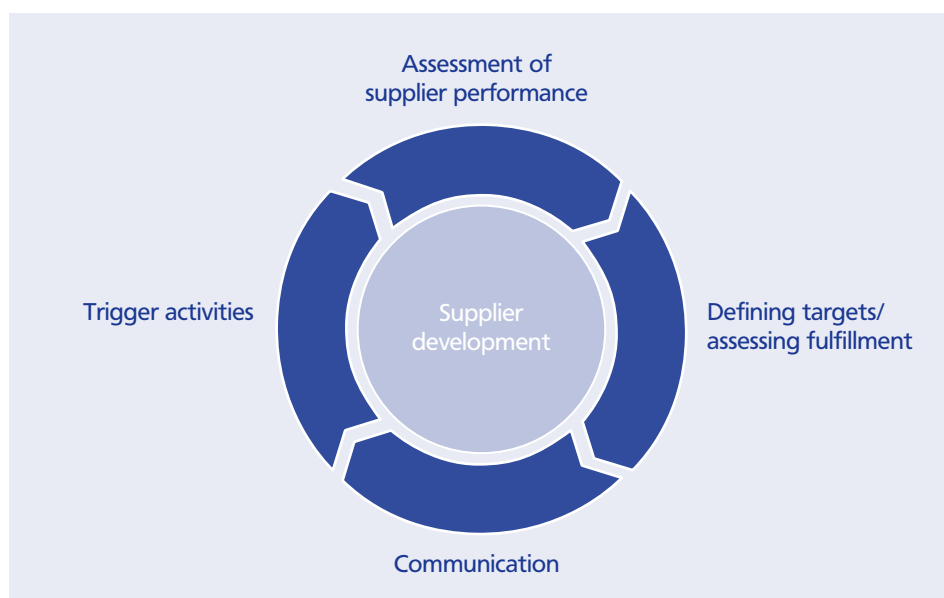 Assessment of
supplier performance
Trigger activities
Supplier
development
Defining targets/
assessing fulfillment
Communication